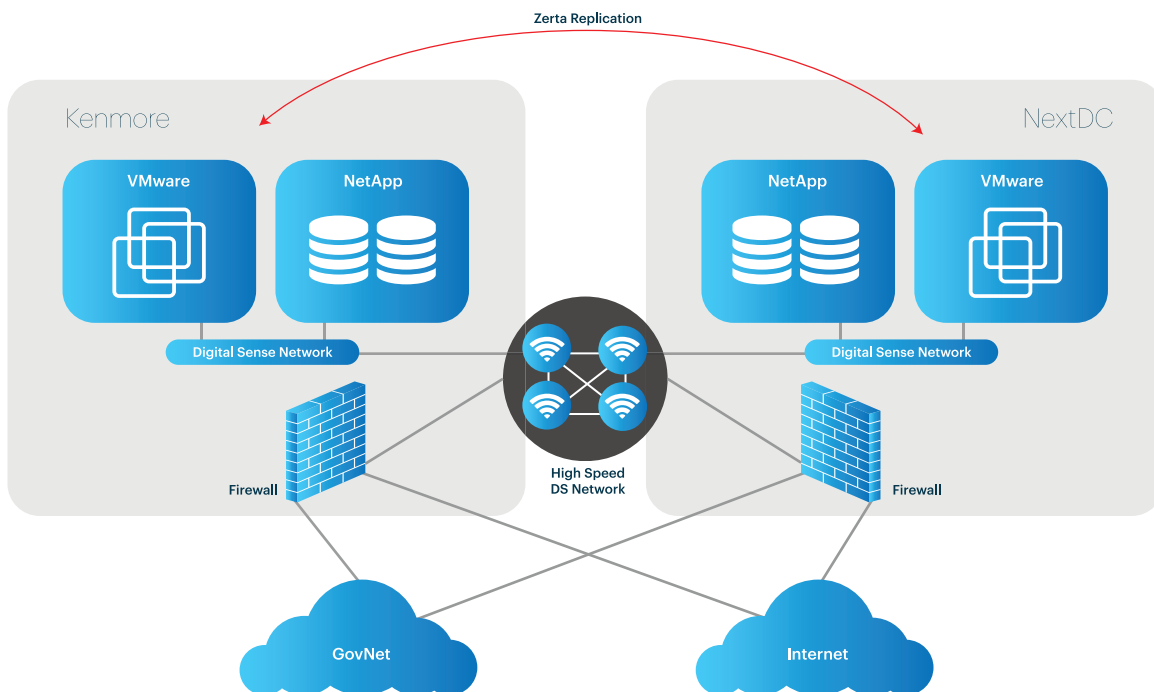 Zerta Replication
Kenmore
NextDC
VMware
NetApp
NetApp
VMware
Digital Sense Network
Digital Sense Network
High Speed
DS Network
Firewall
Firewall
GovNet
Internet